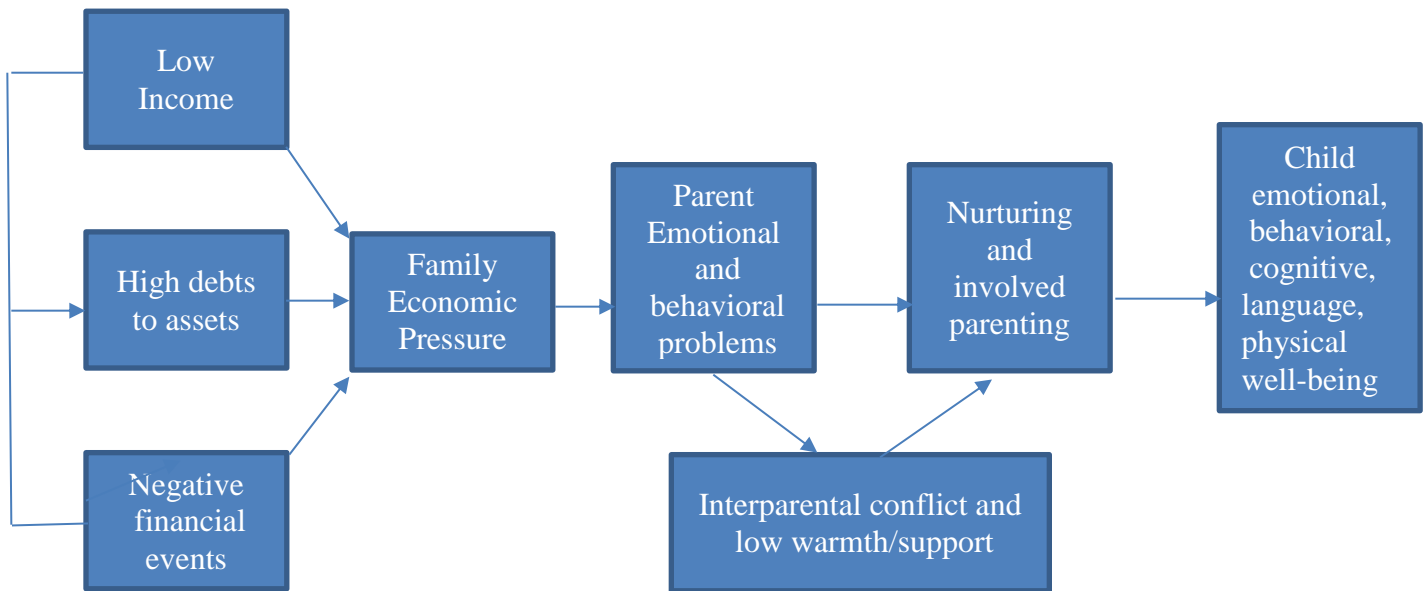 Low
Income
High debts
to assets
Negative
financial
events
Family
Economic
Pressure
Parent
Emotional
and
behavioral
problems
Interparental conflict and
low warmth/support
Nurturing
and
involved
parenting
Child
emotional,
behavioral,
cognitive,
language,
physical
well-being